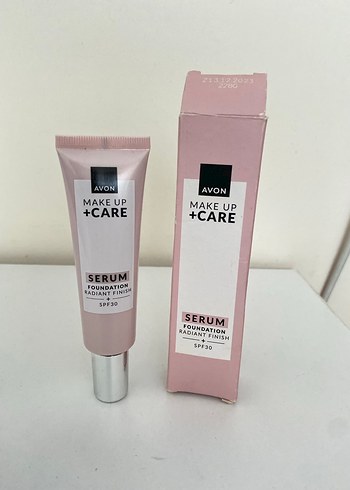 AVON
MAKE UP
+CARE
SERUM
FOUNDATION
RADIANT FINISH
+
SPF30
AVON
MAKE UP
+CARE
SERUM
FOUNDATION
RADIANT FINISH
+
SPF30